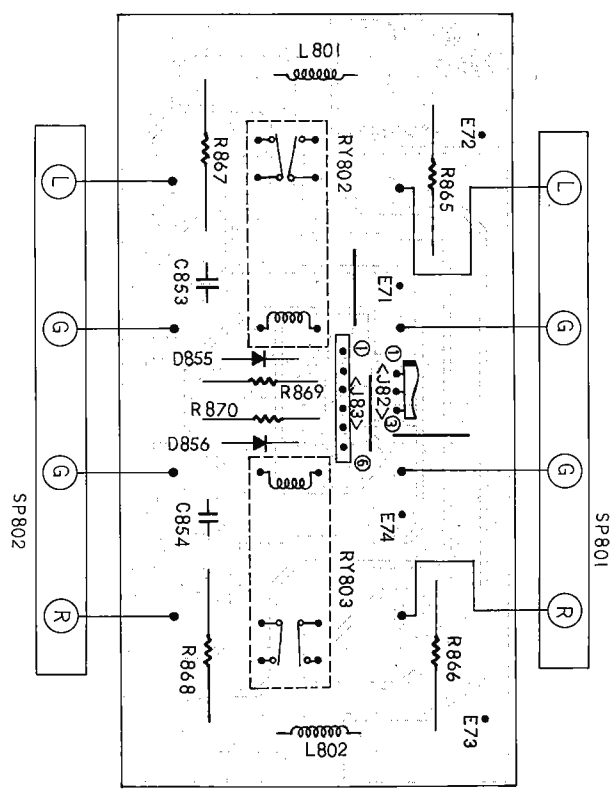 L801
R867
RY802
R865
E72
L
L
C853
E71
G
G
D855
①
①
R869
<J82>
<J83>
R870
③
D856
⑥
G
G
SP802
C854
E74
SP801
RY803
R
R
R868
R866
L802
E73